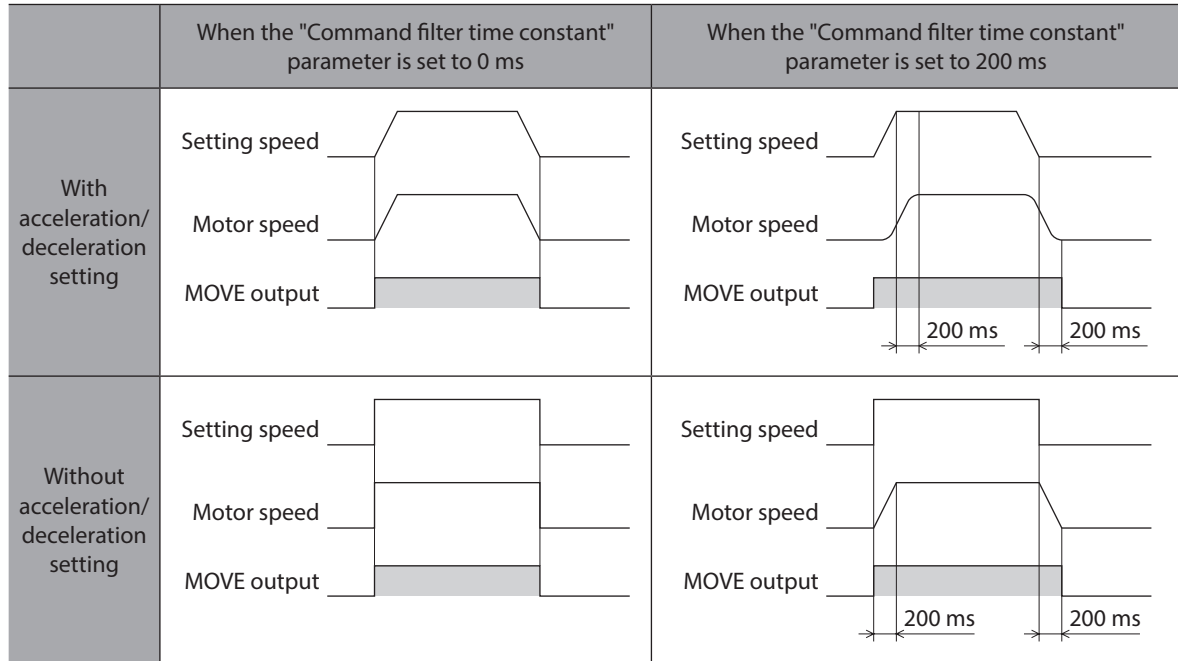 When the "Command filter time constant"
parameter is set to 0 ms
When the "Command filter time constant"
parameter is set to 200 ms
With
acceleration/
deceleration
setting
Setting speed
Motor speed
MOVE output
Setting speed
Motor speed
MOVE output
200 ms
200 ms
Without
acceleration/
deceleration
setting
Setting speed
Motor speed
MOVE output
Setting speed
Motor speed
MOVE output
200 ms
200 ms